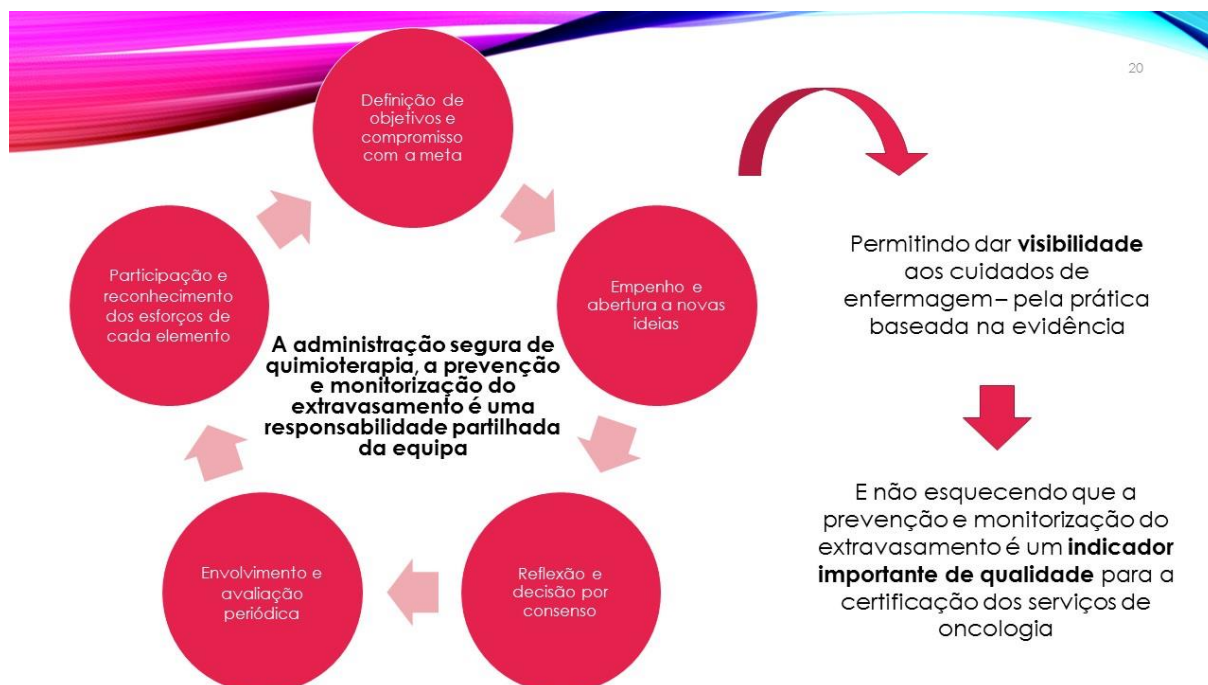 20
Definição de
objetivos e
compromisso
com a meta
Empenho e
abertura a novas
ideias
Reflexão e
decisão por
consenso
Envolvimento e
avaliação
periódica
Participação e
reconhecimento
dos esforços de
cada elemento
A administração segura de
quimioterapia, a prevenção
e monitorização do
extravasamento é uma
responsabilidade partilhada
da equipa
Permitindo dar visibilidade
aos cuidados de
enfermagem – pela prática
baseada na evidência
E não esquecendo que a
prevenção e monitorização do
extravasamento é um indicador
importante de qualidade para a
certificação dos serviços de
oncologia